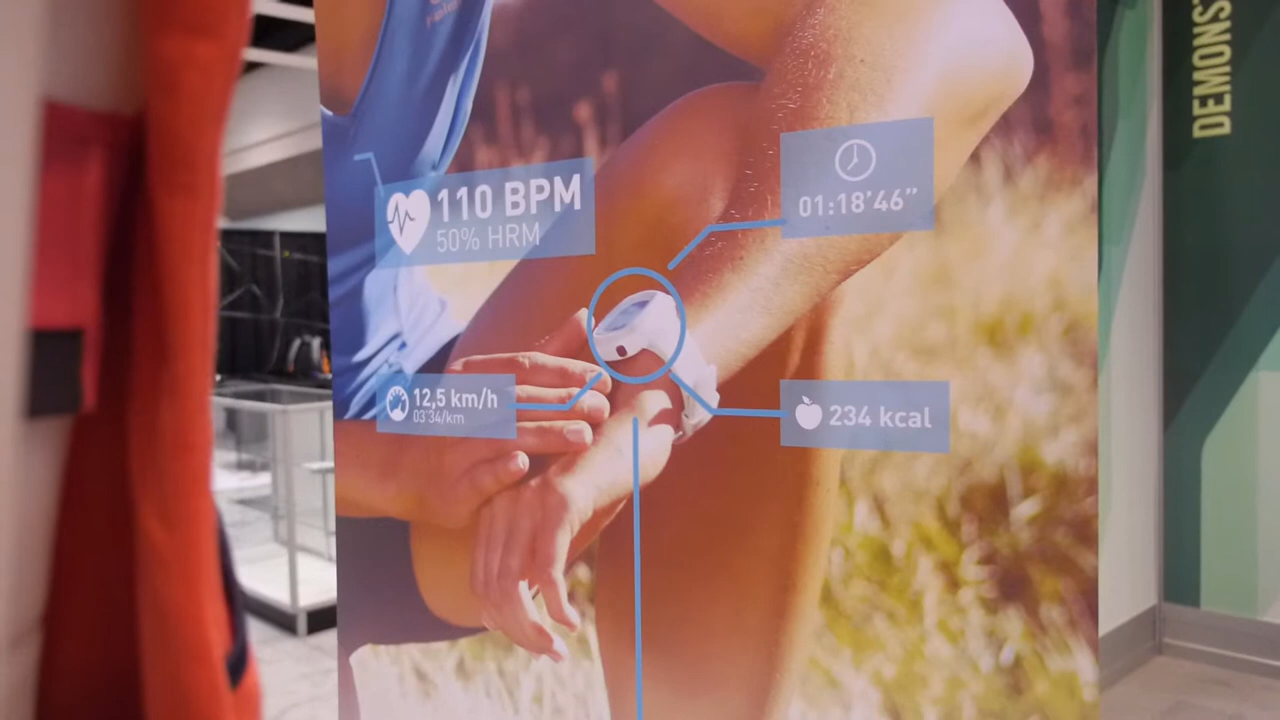 110 BPM
50% HRM
01:18'46"
12,5 km/h
03'34/km
234 kcal
DEMONS